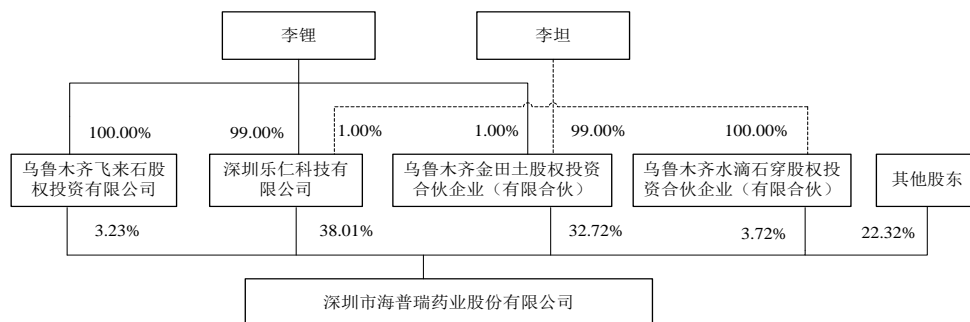 李锂
李坦
100.00%
99.00%
1.00%
1.00%
99.00%
100.00%
乌鲁木齐飞来石股
权投资有限公司
深圳乐仁科技有
限公司
乌鲁木齐金田土股权投资
合伙企业（有限合伙）
乌鲁木齐水滴石穿股权投
资合伙企业（有限合伙）
其他股东
3.23%
38.01%
32.72%
3.72%
22.32%
深圳市海普瑞药业股份有限公司